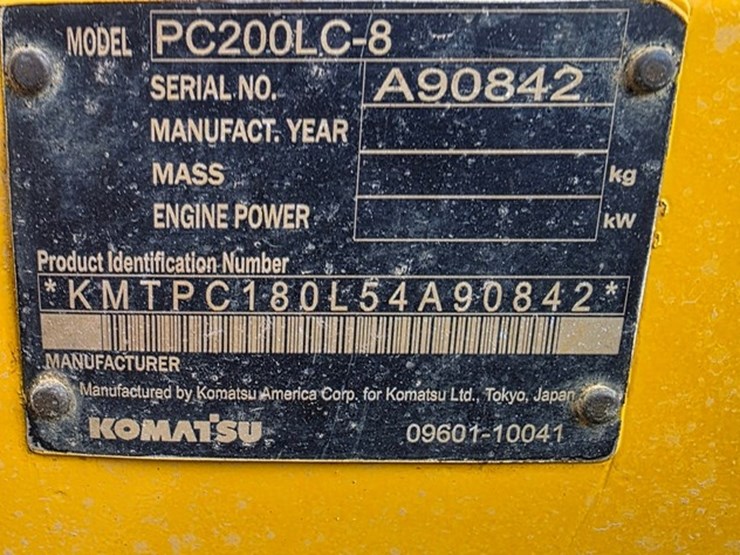 MODEL PC200LC-8
SERIAL NO. A90842
MANUFACT. YEAR
MASS kg
ENGINE POWER kW
Product Identification Number
*KMTPC180L54A90842*
MANUFACTURER
Manufactured by Komatsu America Corp. for Komatsu Ltd., Tokyo, Japan
KOMATSU 09601-10041